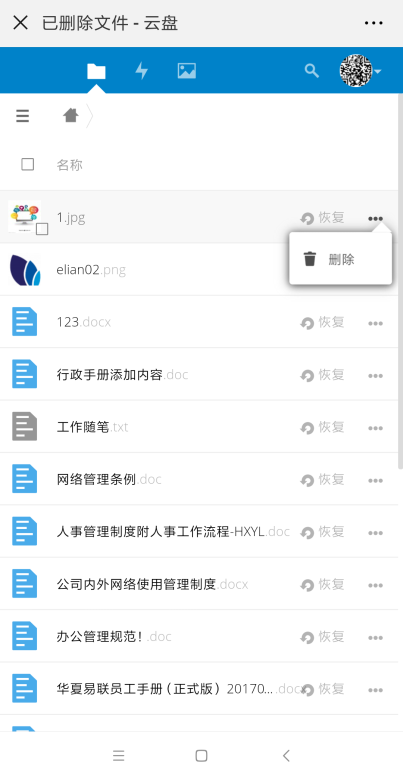 已删除文件 - 云盘
名称
1.jpg 恢复
删除
elian02.png
123.docx 恢复
行政手册添加内容.doc 恢复
工作随笔.txt 恢复
网络管理条例.doc 恢复
人事管理制度附人事工作流程-HXYL.doc 恢复
公司内外网络使用管理制度.docx 恢复
办公管理规范！.doc 恢复
华夏易联员工手册（正式版）20170... .doc 恢复